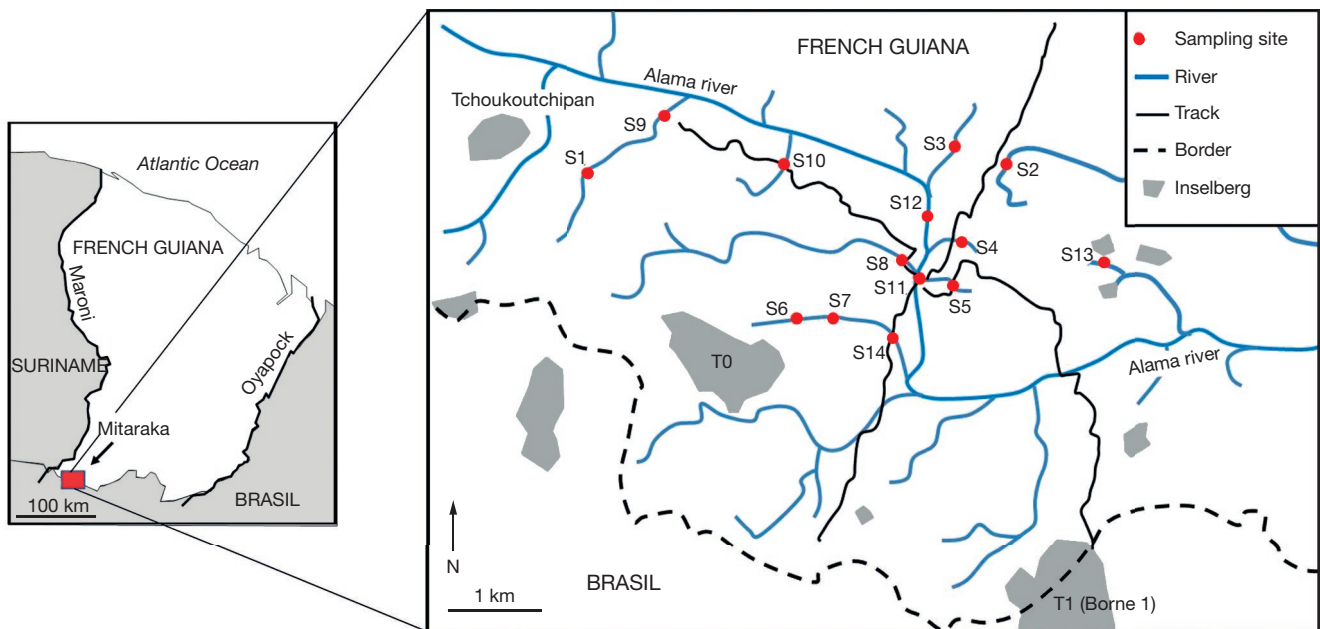 Atlantic Ocean
FRENCH GUIANA
Maroni
Oyapock
SURINAME
Mitaraka
BRASIL
100 km
FRENCH GUIANA
Alama river
Tchoukoutchipan
S9
S1
S10
S3
S2
S12
S4
S8
S11
S5
S13
S6
S7
S14
T0
Alama river
N
1 km
BRASIL
T1 (Borne 1)
Sampling site
River
Track
Border
Inselberg